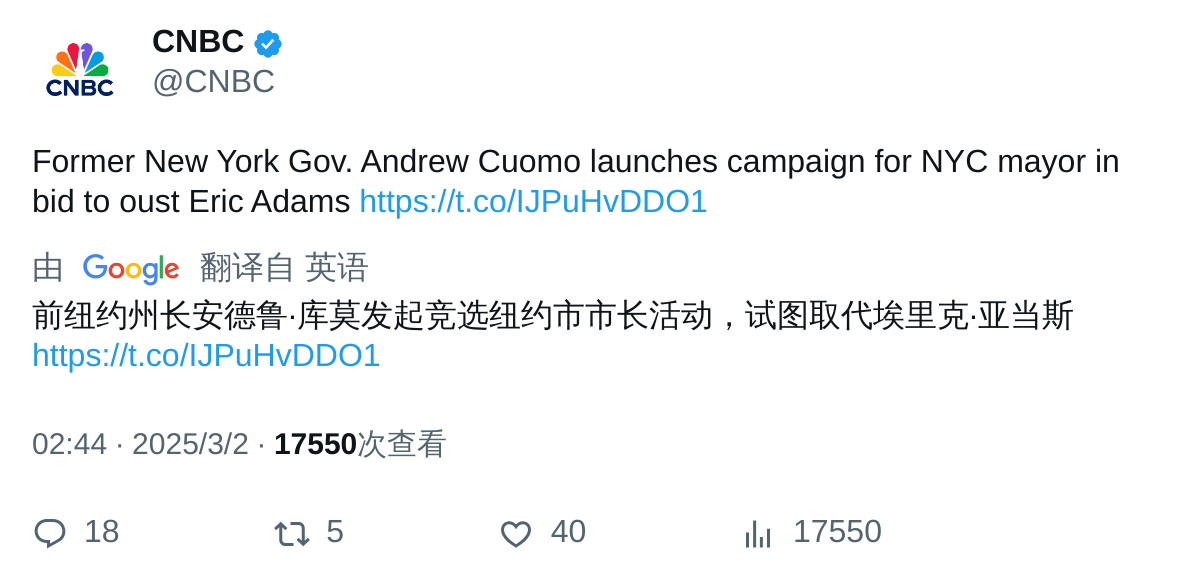 CNBC
CNBC
@CNBC
Former New York Gov. Andrew Cuomo launches campaign for NYC mayor in
bid to oust Eric Adams https://t.co/IJPuHvDDO1
由 Google 翻译自 英语
前纽约州长安德鲁·库莫发起竞选纽约市市长活动，试图取代埃里克·亚当斯
https://t.co/IJPuHvDDO1
02:44 · 2025/3/2 · 17550次查看
18 5 40 17550